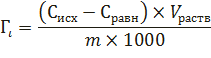 Γᵢ = (Сисх − Сравн) × Vраств / m × 1000